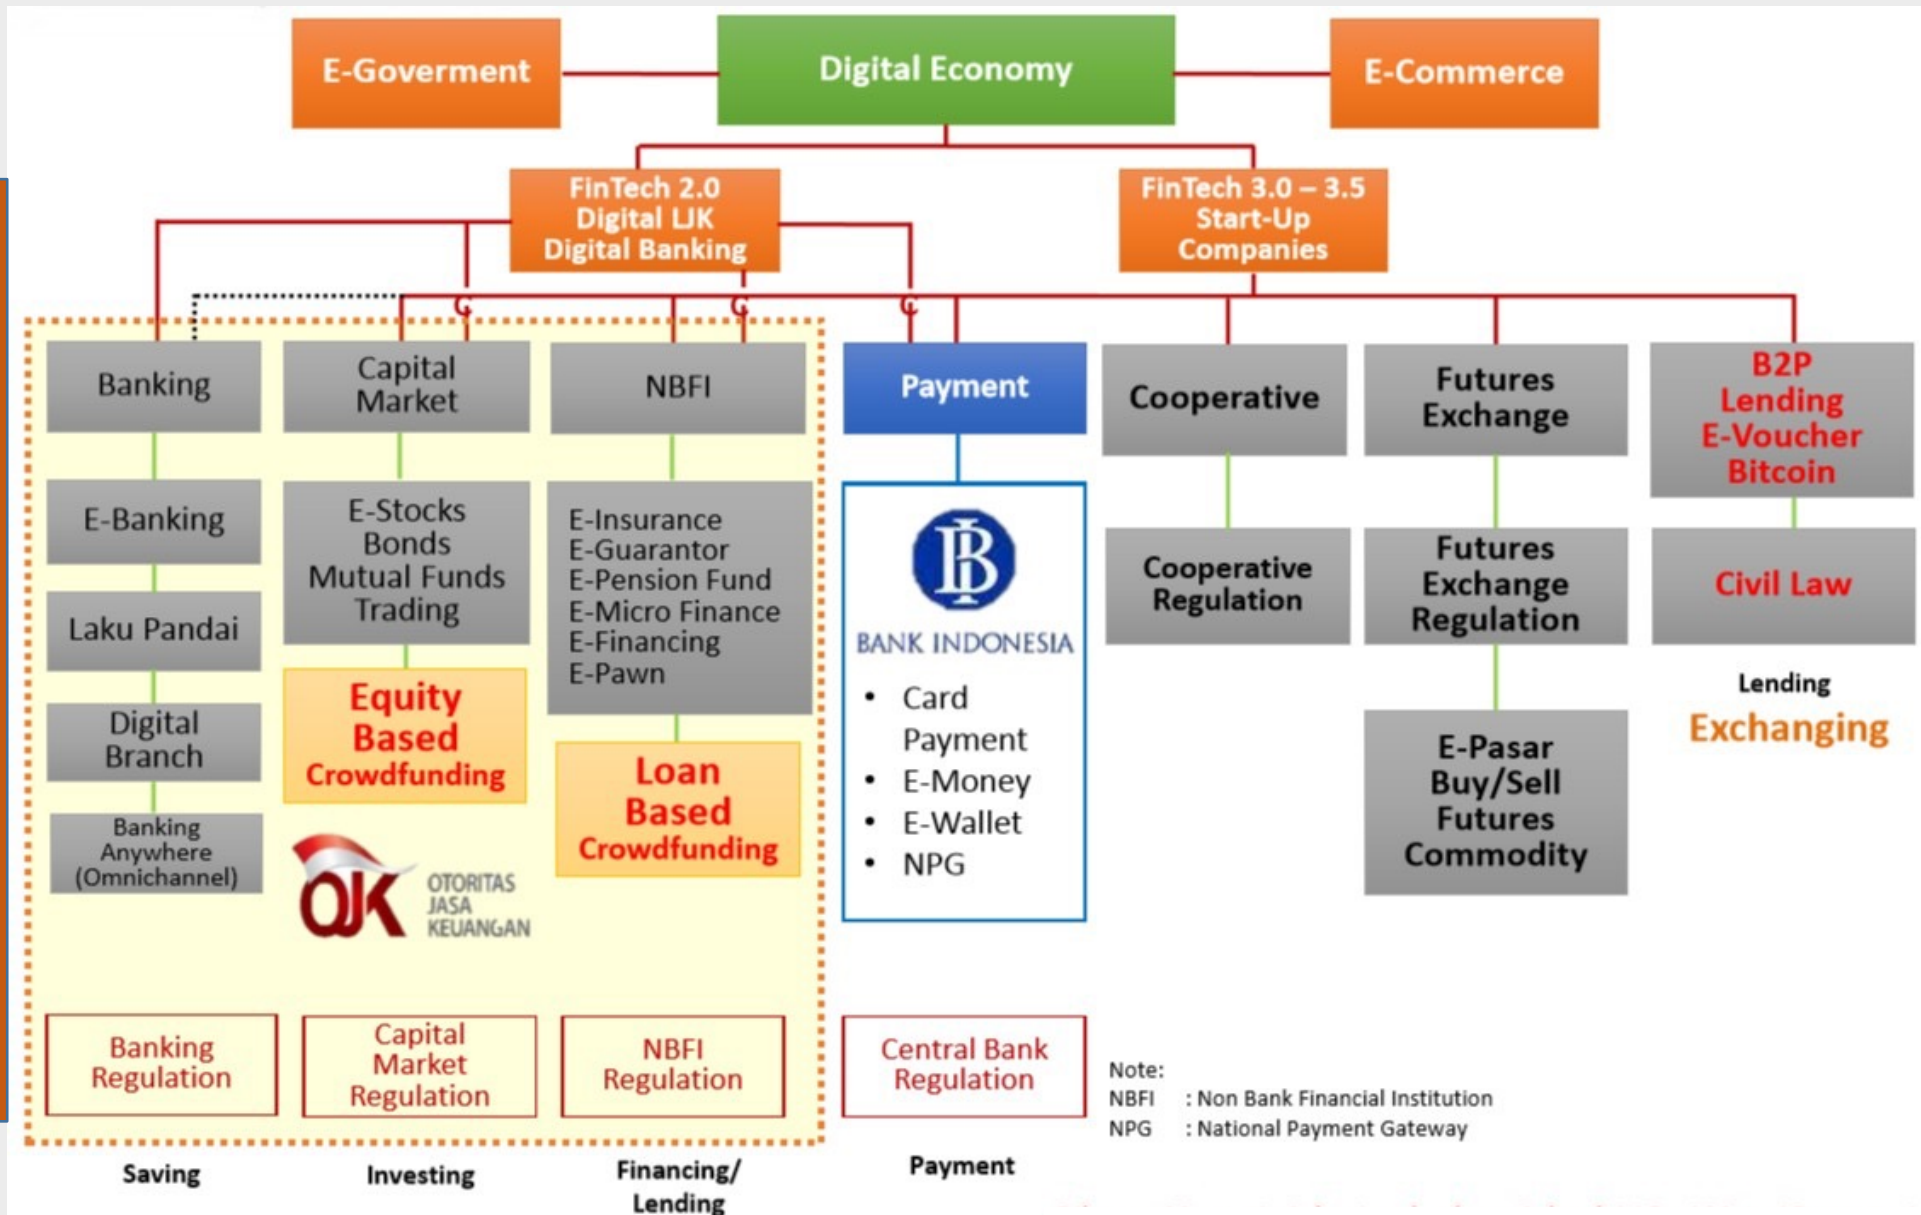 E-Goverment
Digital Economy
E-Commerce
FinTech 2.0
Digital LJK
Digital Banking
FinTech 3.0 – 3.5
Start-Up
Companies
Banking
Capital
Market
NBFI
Payment
Cooperative
Futures
Exchange
B2P
Lending
E-Voucher
Bitcoin
E-Banking
Laku Pandai
Digital
Branch
Banking
Anywhere
(Omnichannel)
E-Stocks
Bonds
Mutual Funds
Trading
Equity
Based
Crowdfunding
OJK
OTORITAS
JASA
KEUANGAN
E-Insurance
E-Guarantor
E-Pension Fund
E-Micro Finance
E-Financing
E-Pawn
Loan
Based
Crowdfunding
BANK INDONESIA
• Card
Payment
• E-Money
• E-Wallet
• NPG
Cooperative
Regulation
Futures
Exchange
Regulation
E-Pasar
Buy/Sell
Futures
Commodity
Civil Law
Lending
Exchanging
Banking
Regulation
Capital
Market
Regulation
NBFI
Regulation
Central Bank
Regulation
Note:
NBFI : Non Bank Financial Institution
NPG : National Payment Gateway
Saving
Investing
Financing/
Lending
Payment